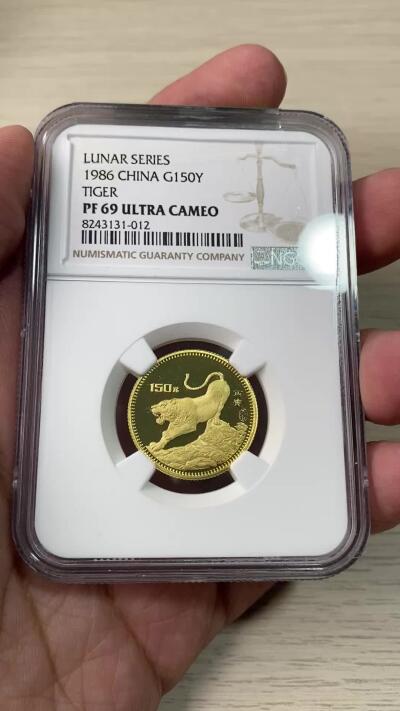 LUNAR SERIES
1986 CHINA G150Y
TIGER
PF 69 ULTRA CAMEO
8243131-012
NUMISMATIC GUARANTY COMPANY
NG
150元